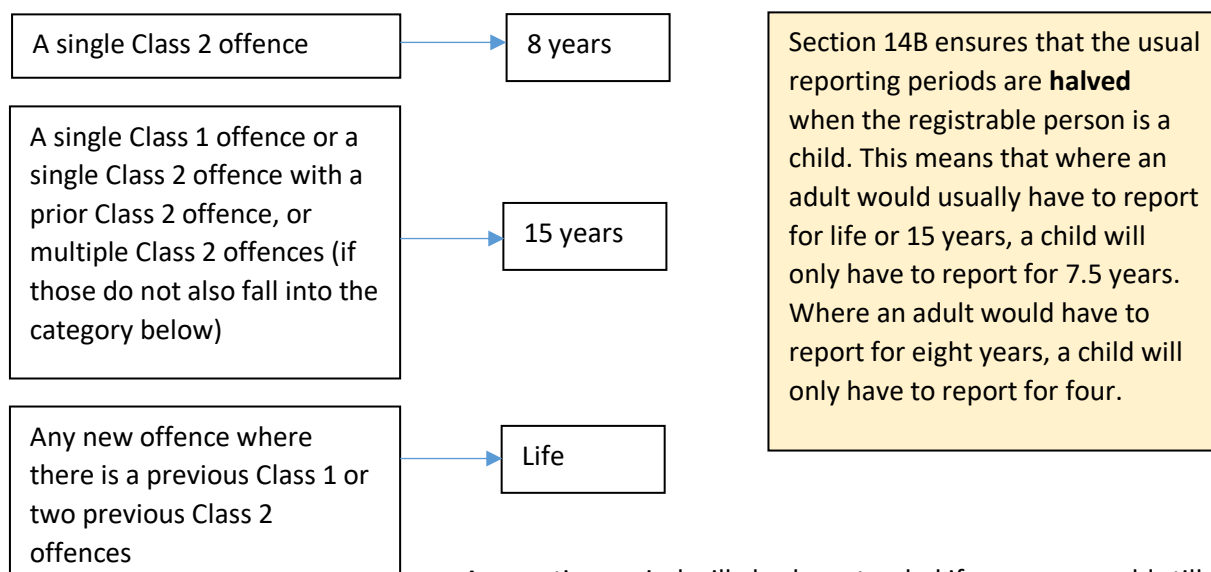 A single Class 2 offence
8 years
A single Class 1 offence or a
single Class 2 offence with a
prior Class 2 offence, or
multiple Class 2 offences (if
those do not also fall into the
category below)
15 years
Any new offence where
there is a previous Class 1 or
two previous Class 2
offences
Life
Section 14B ensures that the usual
reporting periods are halved
when the registrable person is a
child. This means that where an
adult would usually have to report
for life or 15 years, a child will
only have to report for 7.5 years.
Where an adult would have to
report for eight years, a child will
only have to report for four.